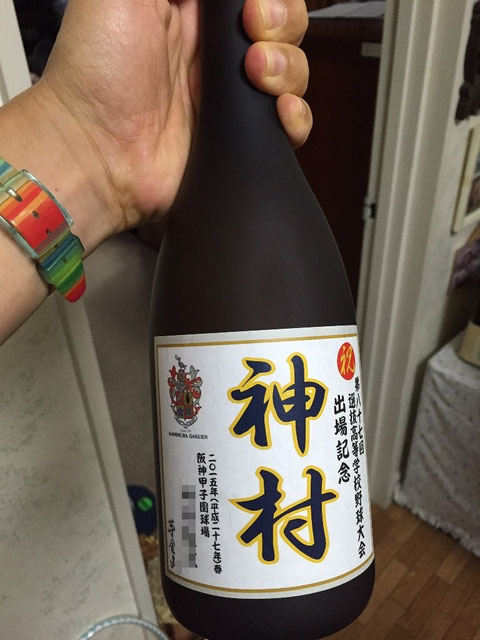 祝
第八十七回
選抜高等学校野球大会
出場記念
神村
KAMIMURA GAKUEN
二〇一五年(平成二十七年)春
阪神甲子園球場